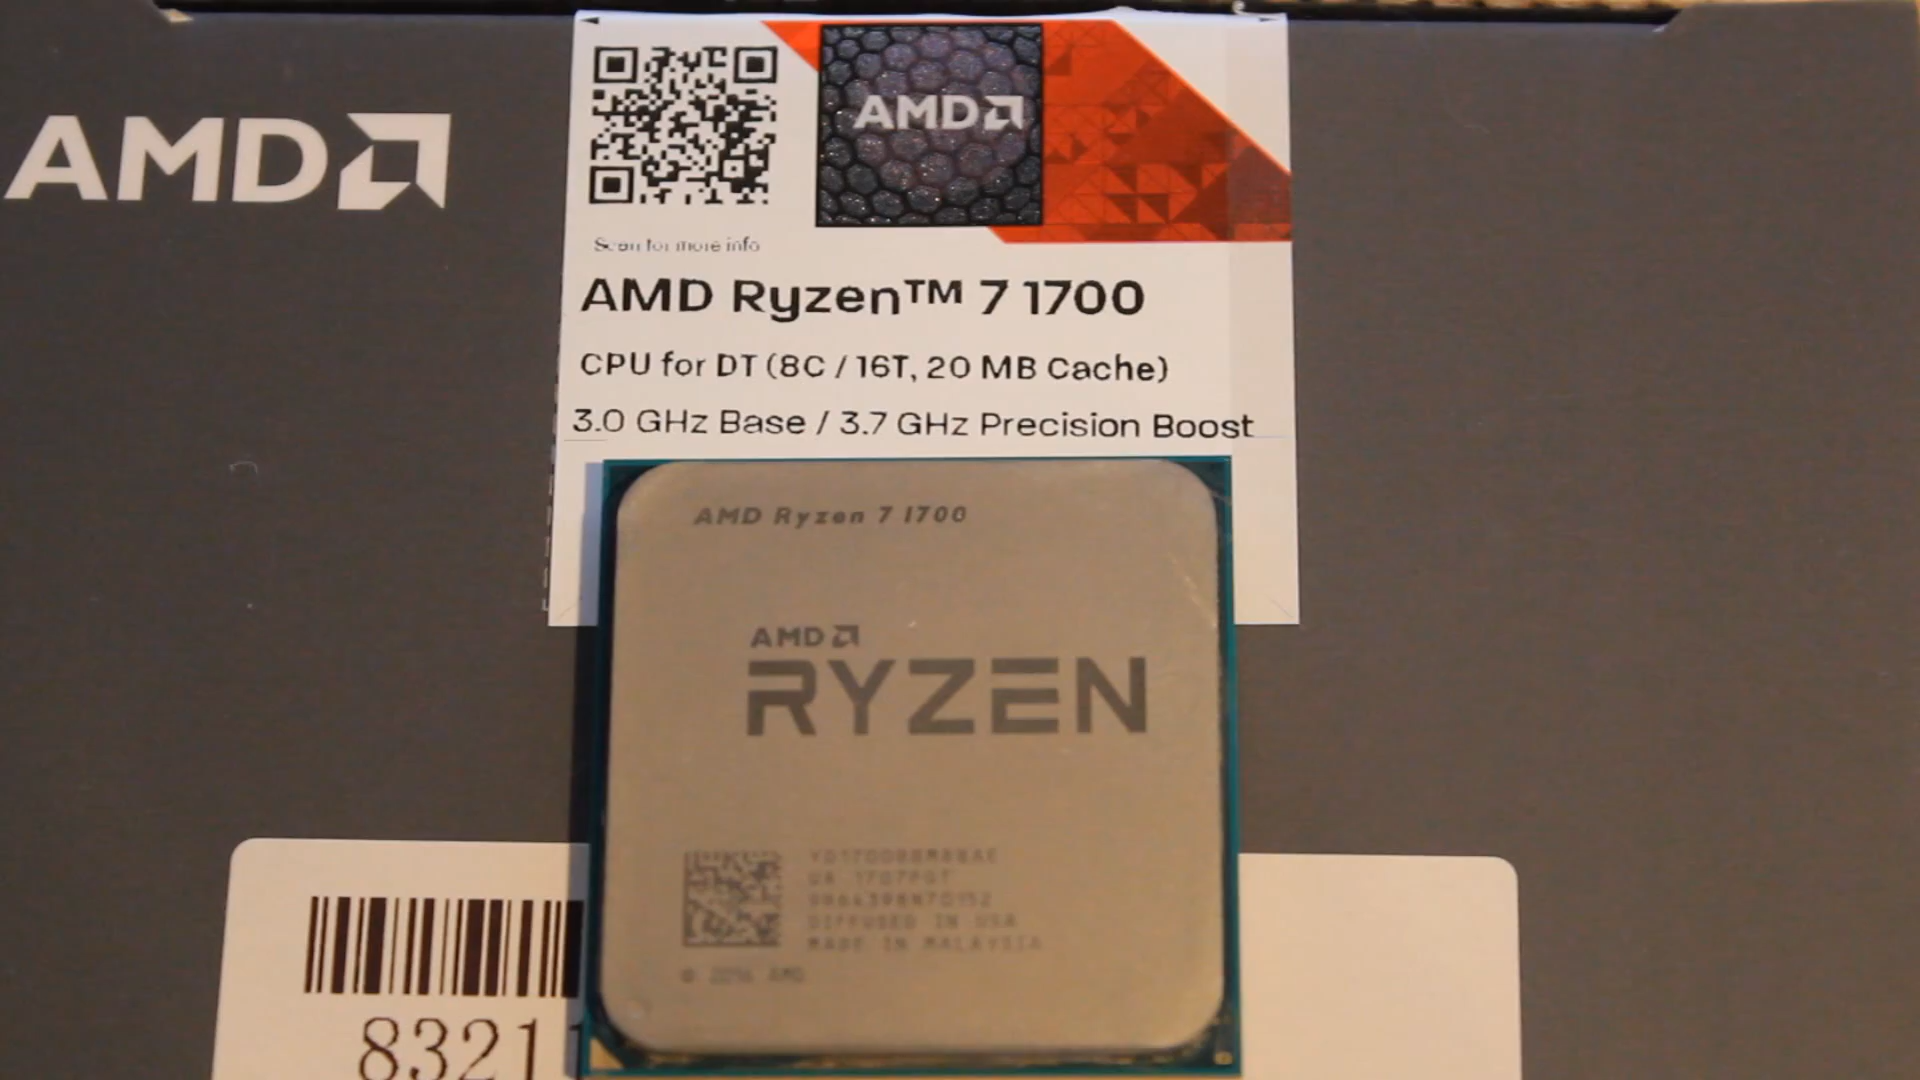 AMD
AMD
Scan for more info
AMD Ryzen™ 7 1700
CPU for DT (8C / 16T, 20 MB Cache)
3.0 GHz Base / 3.7 GHz Precision Boost
AMD Ryzen 7 1700
AMD
RYZEN
DIFFUSED IN USA
MADE IN MALAYSIA
© 2016 AMD
8321